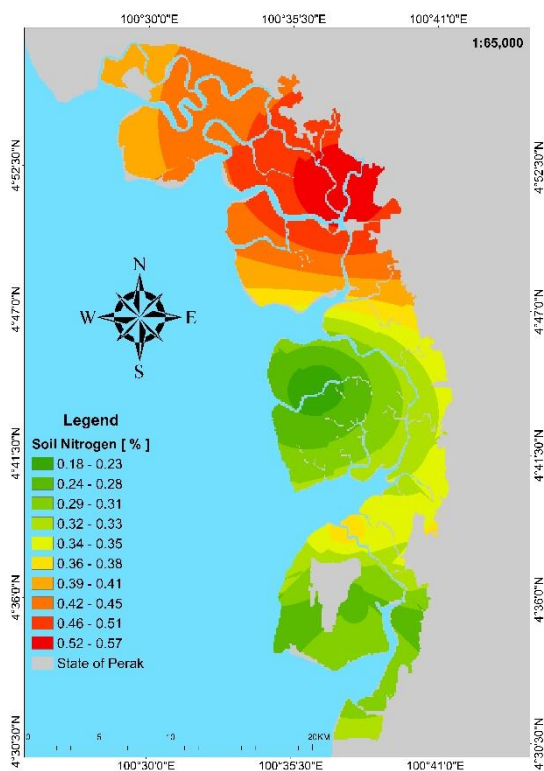 100°30'0"E 100°35'30"E 100°41'0"E
1:65,000
4°52'30"N 4°52'30"N
N
W E
S
4°47'0"N 4°47'0"N
Legend
Soil Nitrogen [ % ]
0.18 - 0.23
0.24 - 0.28
0.29 - 0.31
0.32 - 0.33
0.34 - 0.35
0.36 - 0.38
0.39 - 0.41
0.42 - 0.45
0.46 - 0.51
0.52 - 0.57
State of Perak
4°41'30"N 4°41'30"N
4°36'0"N 4°36'0"N
0 5 10 20KM
4°30'30"N 4°30'30"N
100°30'0"E 100°35'30"E 100°41'0"E